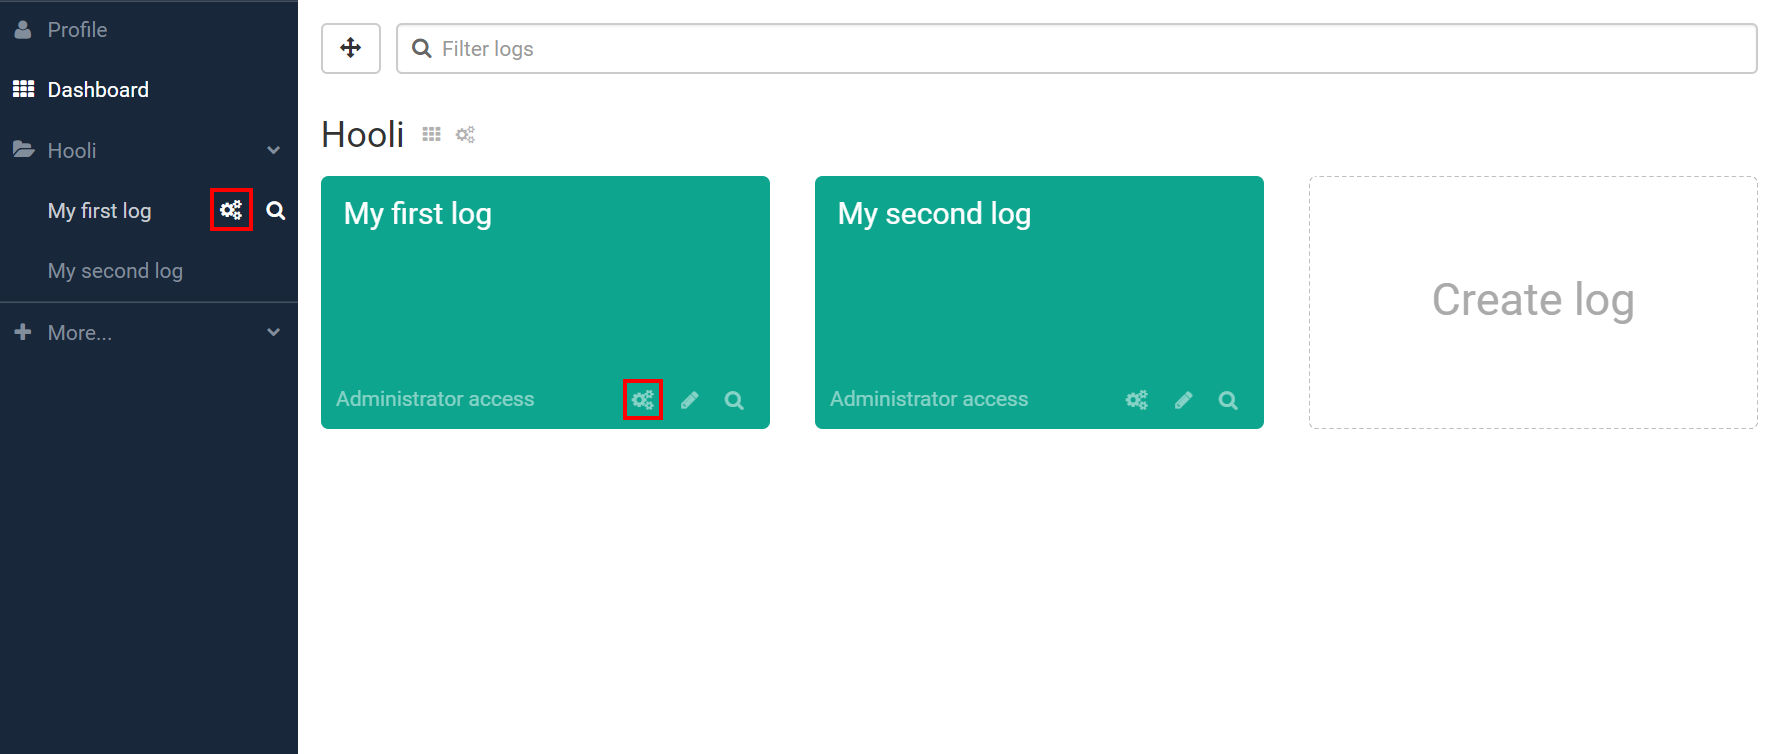 Profile
Dashboard
Hooli
My first log
My second log
More...
Filter logs
Hooli
My first log
Administrator access
My second log
Administrator access
Create log